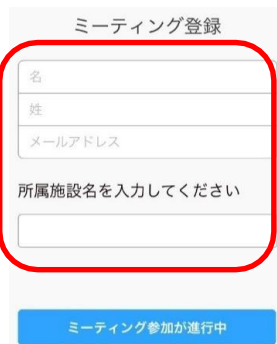 ミーティング登録
名
姓
メールアドレス
所属施設名を入力してください
ミーティング参加が進行中